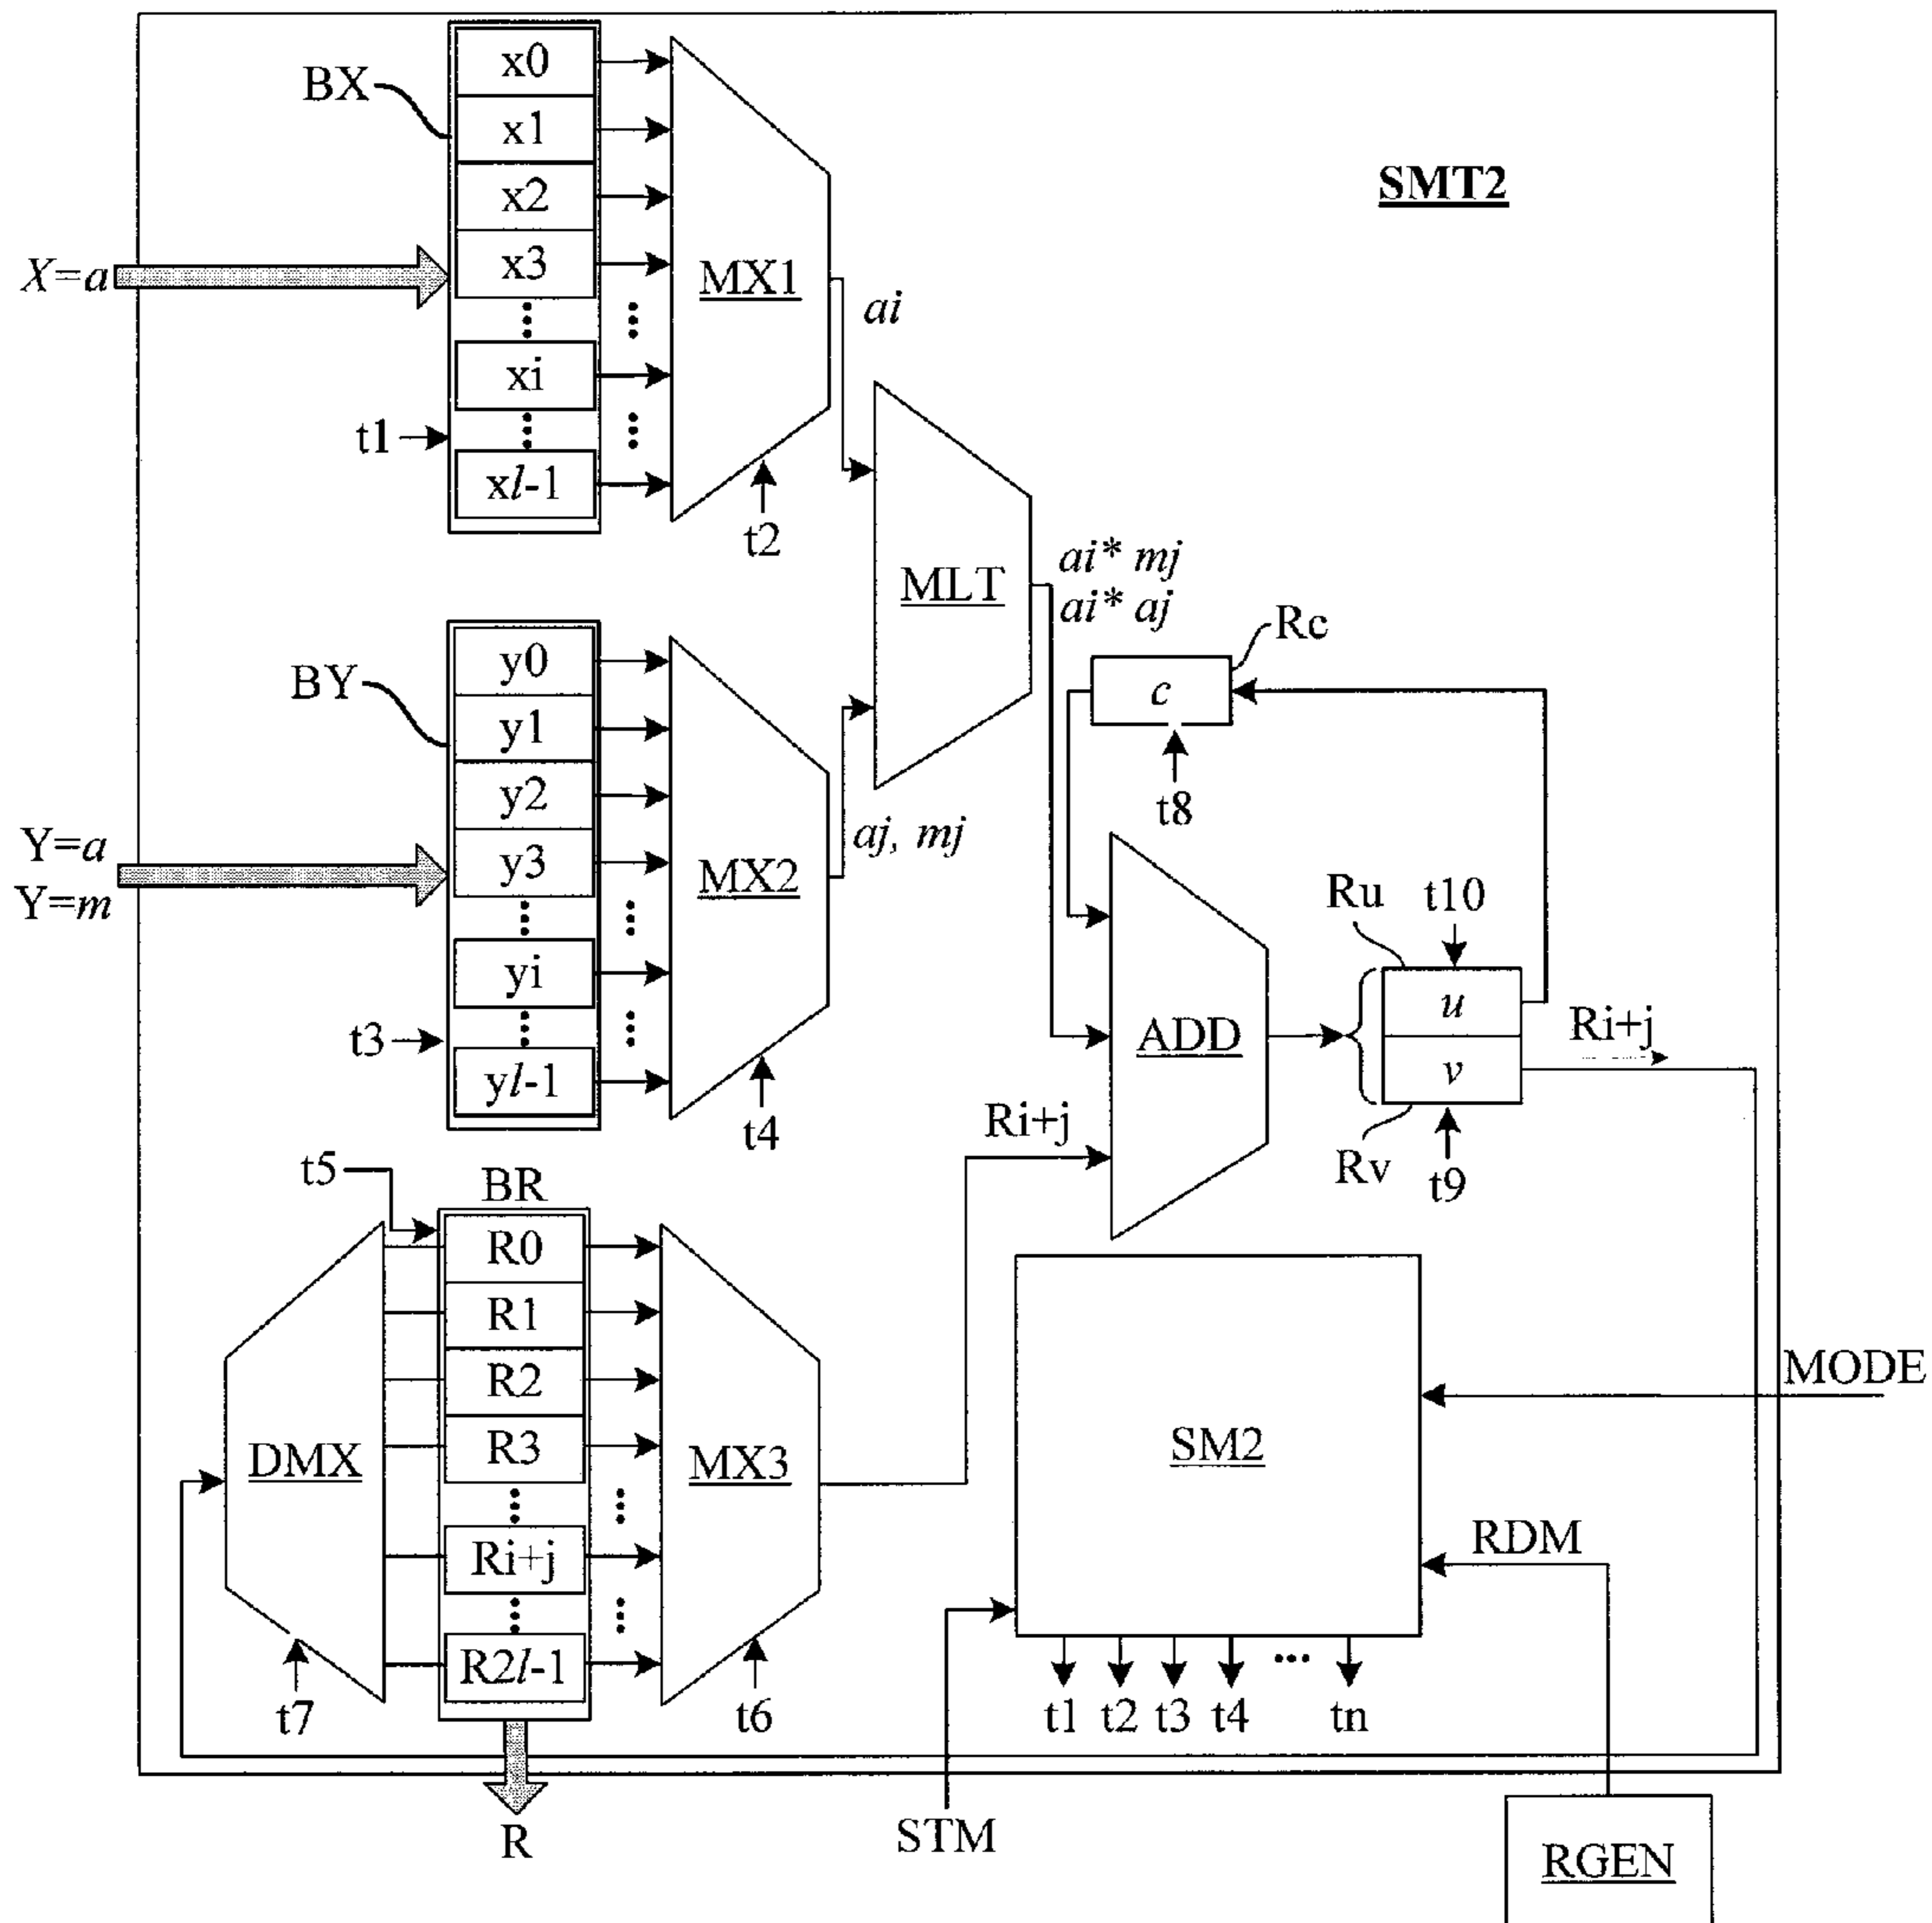 SMT2
BX
x0
x1
x2
x3
xi
xl-1
X=a
t1
MX1
t2
ai
MLT
ai* mj
ai* aj
BY
y0
y1
y2
y3
yi
yl-1
Y=a
Y=m
t3
MX2
t4
aj, mj
Rc
c
t8
ADD
Ru
t10
u
v
Rv
t9
Ri+j
Ri+j
t5
BR
R0
R1
R2
R3
Ri+j
R2l-1
DMX
t7
MX3
t6
R
SM2
MODE
RDM
t1 t2 t3 t4 ... tn
STM
RGEN